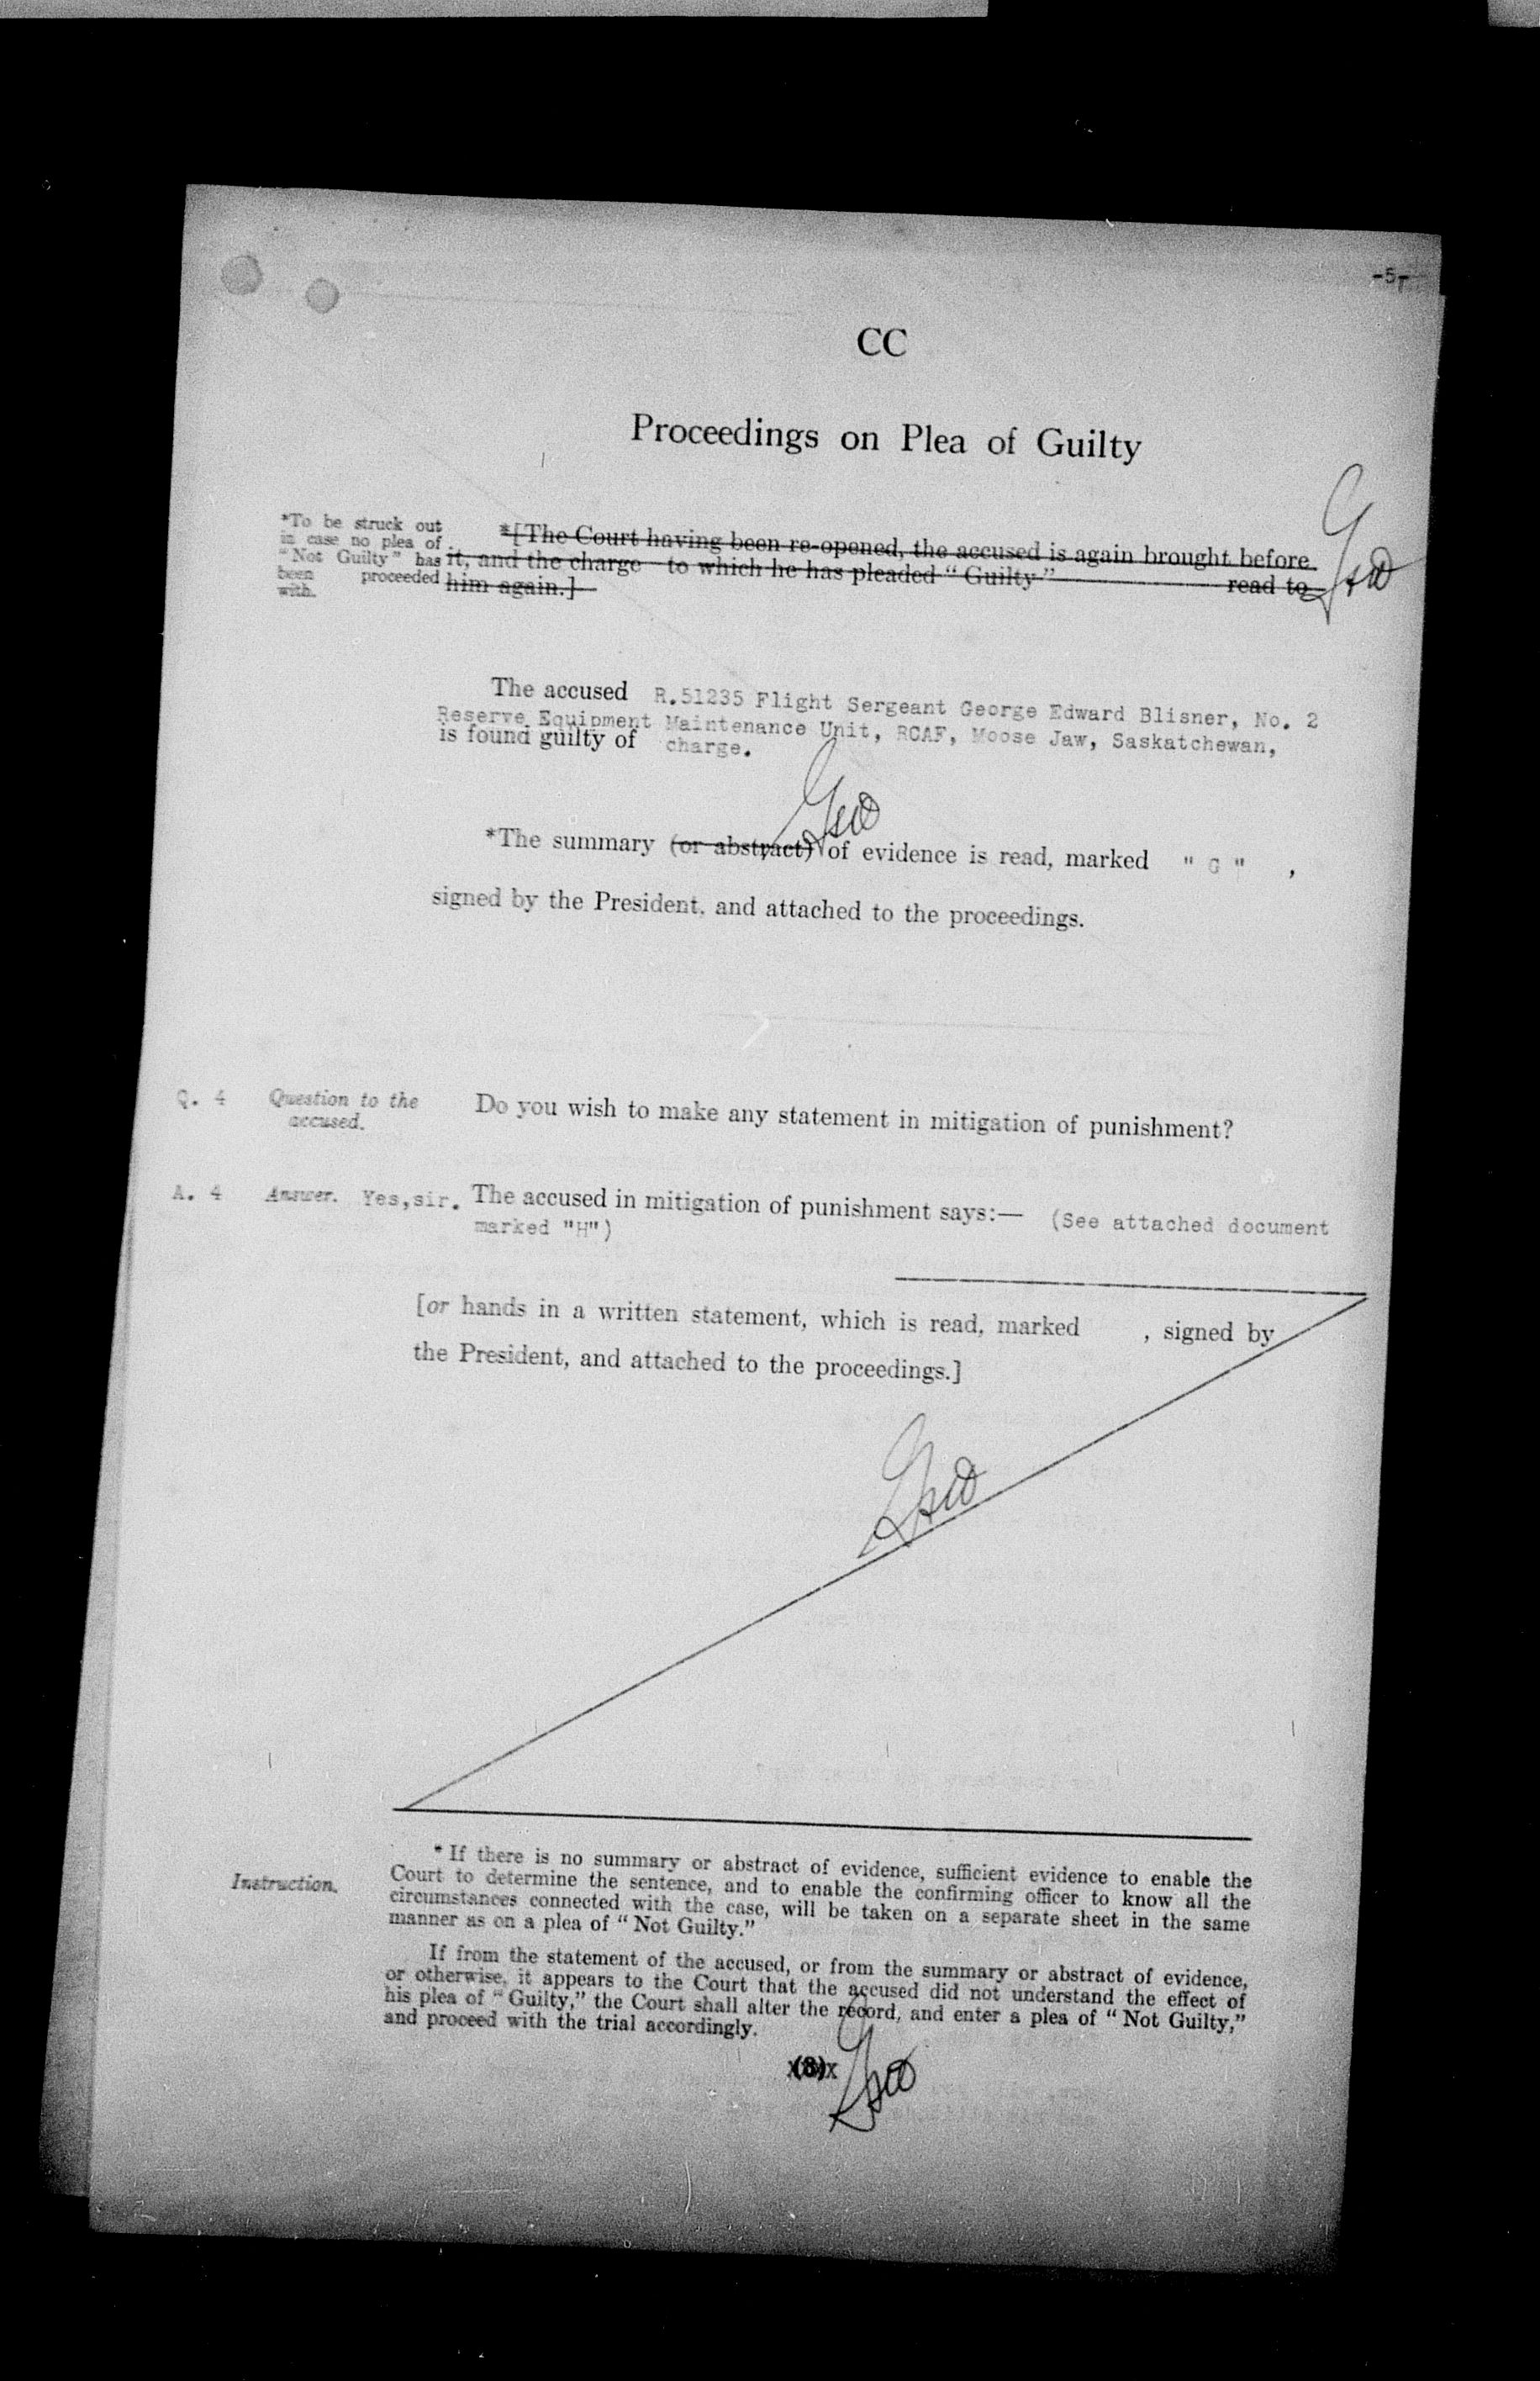 -5-
CC
Proceedings on Plea of Guilty
*To be struck out
in case no plea of
"Not Guilty" has
been proceeded
with.
*[The Court having been re-opened, the accused is again brought before
it, and the charge to which he has pleaded "Guilty" read to
him again.]
The accused R.51235 Flight Sergeant George Edward Blisner, No. 2
Reserve Equipment Maintenance Unit, RCAF, Moose Jaw, Saskatchewan,
is found guilty of charge.
*The summary (or abstract) of evidence is read, marked " G " ,
signed by the President, and attached to the proceedings.
Q. 4 Question to the
accused.
Do you wish to make any statement in mitigation of punishment?
A. 4 Answer. Yes,sir. The accused in mitigation of punishment says:— (See attached document
marked "H")
[or hands in a written statement, which is read, marked , signed by
the President, and attached to the proceedings.]
Instruction.
* If there is no summary or abstract of evidence, sufficient evidence to enable the
Court to determine the sentence, and to enable the confirming officer to know all the
circumstances connected with the case, will be taken on a separate sheet in the same
manner as on a plea of "Not Guilty."
If from the statement of the accused, or from the summary or abstract of evidence,
or otherwise, it appears to the Court that the accused did not understand the effect of
his plea of "Guilty," the Court shall alter the record, and enter a plea of "Not Guilty,"
and proceed with the trial accordingly.
(8)